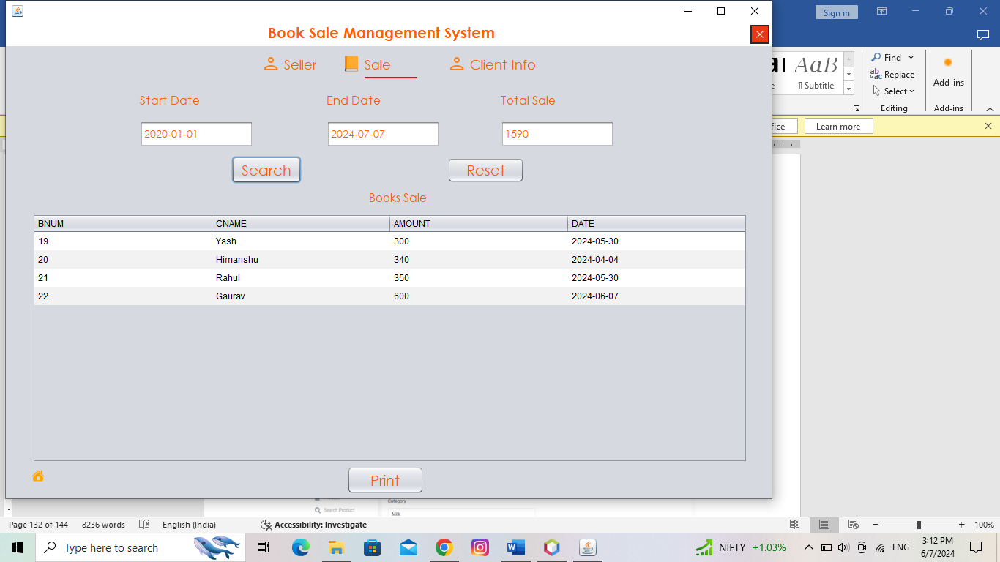 Sign in
Book Sale Management System
Seller Sale Client Info
Find
Replace
Select
AaB
¶ Subtitle
Editing
Add-ins
Add-ins
Start Date End Date Total Sale
2020-01-01 2024-07-07 1590
Learn more
Search Reset
Books Sale
BNUM CNAME AMOUNT DATE
19 Yash 300 2024-05-30
20 Himanshu 340 2024-04-04
21 Rahul 350 2024-05-30
22 Gaurav 600 2024-06-07
Print
Category
Search Product
Milk
Page 132 of 144 8236 words English (India) Accessibility: Investigate 100%
Type here to search
NIFTY +1.03% ENG 3:12 PM
6/7/2024